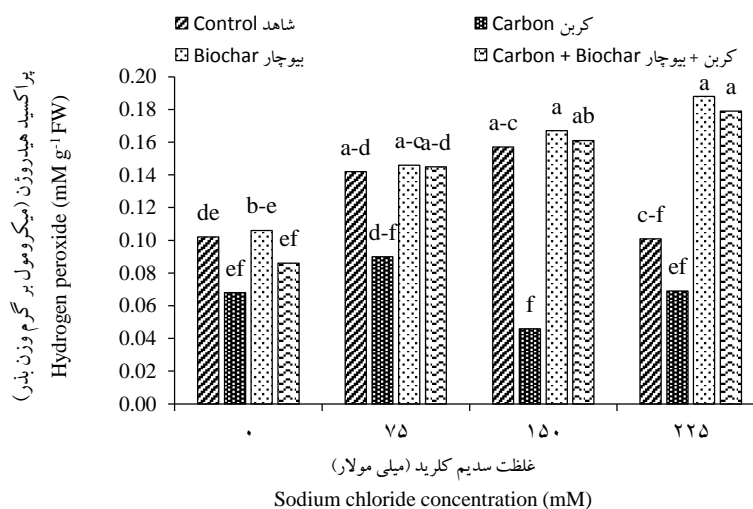 Control شاهد
Carbon کربن
Biochar بیوچار
Carbon + Biochar کربن + بیوچار
پراکسید هیدروژن (میکرومول بر گرم وزن بذر)
Hydrogen peroxide (mM g-1 FW)
0.20
0.18
0.16
0.14
0.12
0.10
0.08
0.06
0.04
0.02
0.00
de
ef
b-e
ef
a-d
d-f
a-c
a-d
a-c
f
a
ab
c-f
ef
a
a
۰
۷۵
۱۵۰
۲۲۵
غلظت سدیم کلرید (میلی مولار)
Sodium chloride concentration (mM)